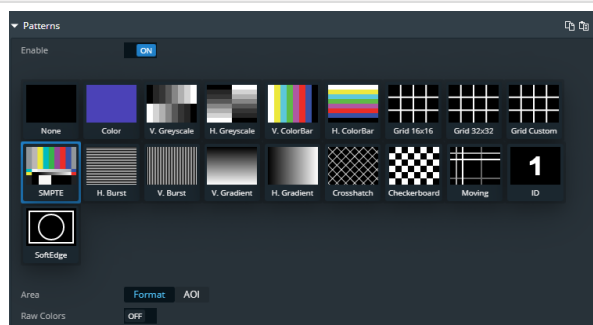 Patterns
Enable ON
None Color V. Greyscale H. Greyscale V. ColorBar H. ColorBar Grid 16x16 Grid 32x32 Grid Custom
1
SMPTE H. Burst V. Burst V. Gradient H. Gradient Crosshatch Checkerboard Moving ID
SoftEdge
Area Format AOI
Raw Colors OFF